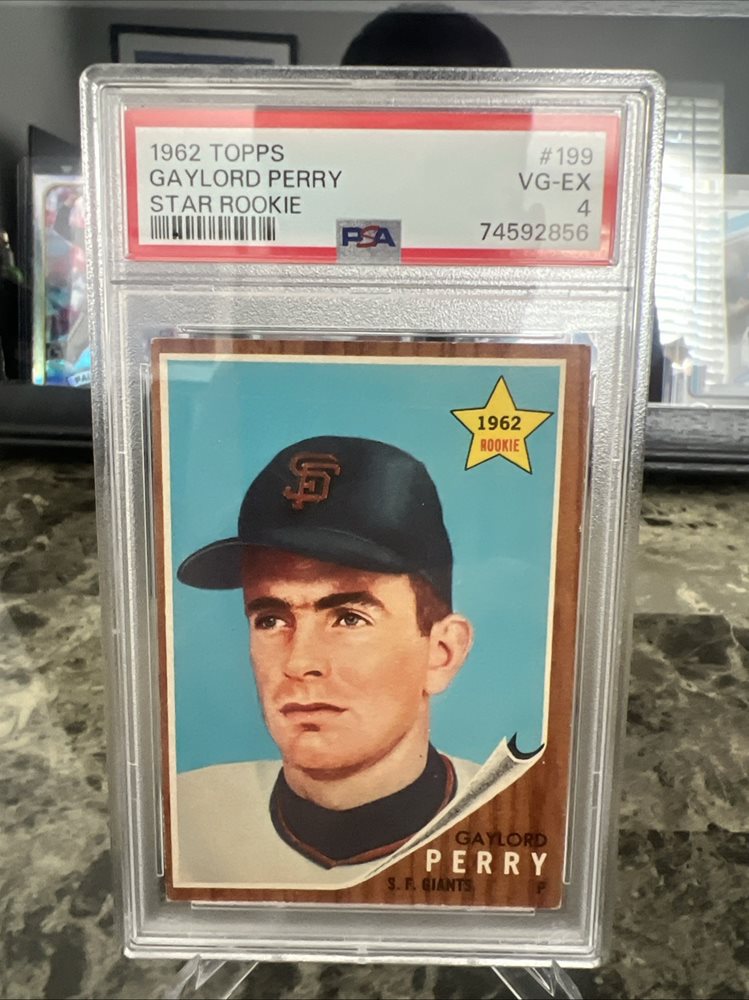 1962 TOPPS #199
GAYLORD PERRY VG-EX
STAR ROOKIE 4
PSA 74592856
1962
ROOKIE
SF
GAYLORD
PERRY
S. F. GIANTS P